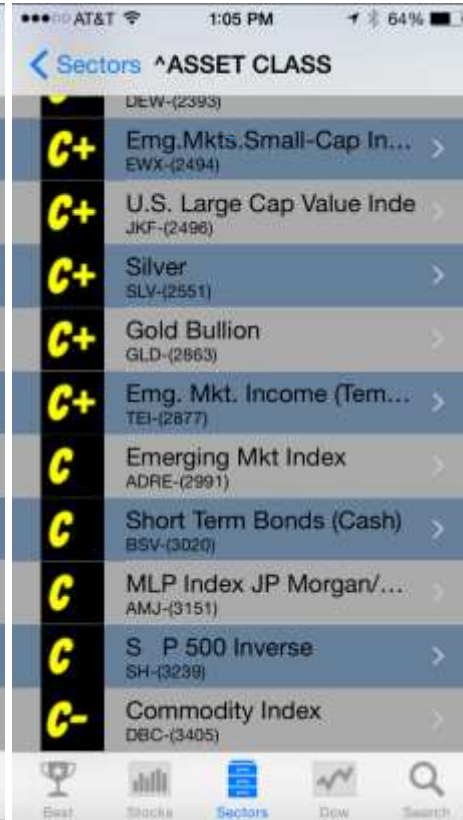 AT&T 1:05 PM 64%
Sectors ^ASSET CLASS
DEW-(2393)
C+ Emg.Mkts.Small-Cap In...
EWX-(2494)
C+ U.S. Large Cap Value Inde
JKF-(2496)
C+ Silver
SLV-(2551)
C+ Gold Bullion
GLD-(2863)
C+ Emg. Mkt. Income (Tem...
TEI-(2877)
C Emerging Mkt Index
ADRE-(2991)
C Short Term Bonds (Cash)
BSV-(3020)
C MLP Index JP Morgan/...
AMJ-(3151)
C S P 500 Inverse
SH-(3239)
C- Commodity Index
DBC-(3405)
Best Stocks Sectors Dow Search